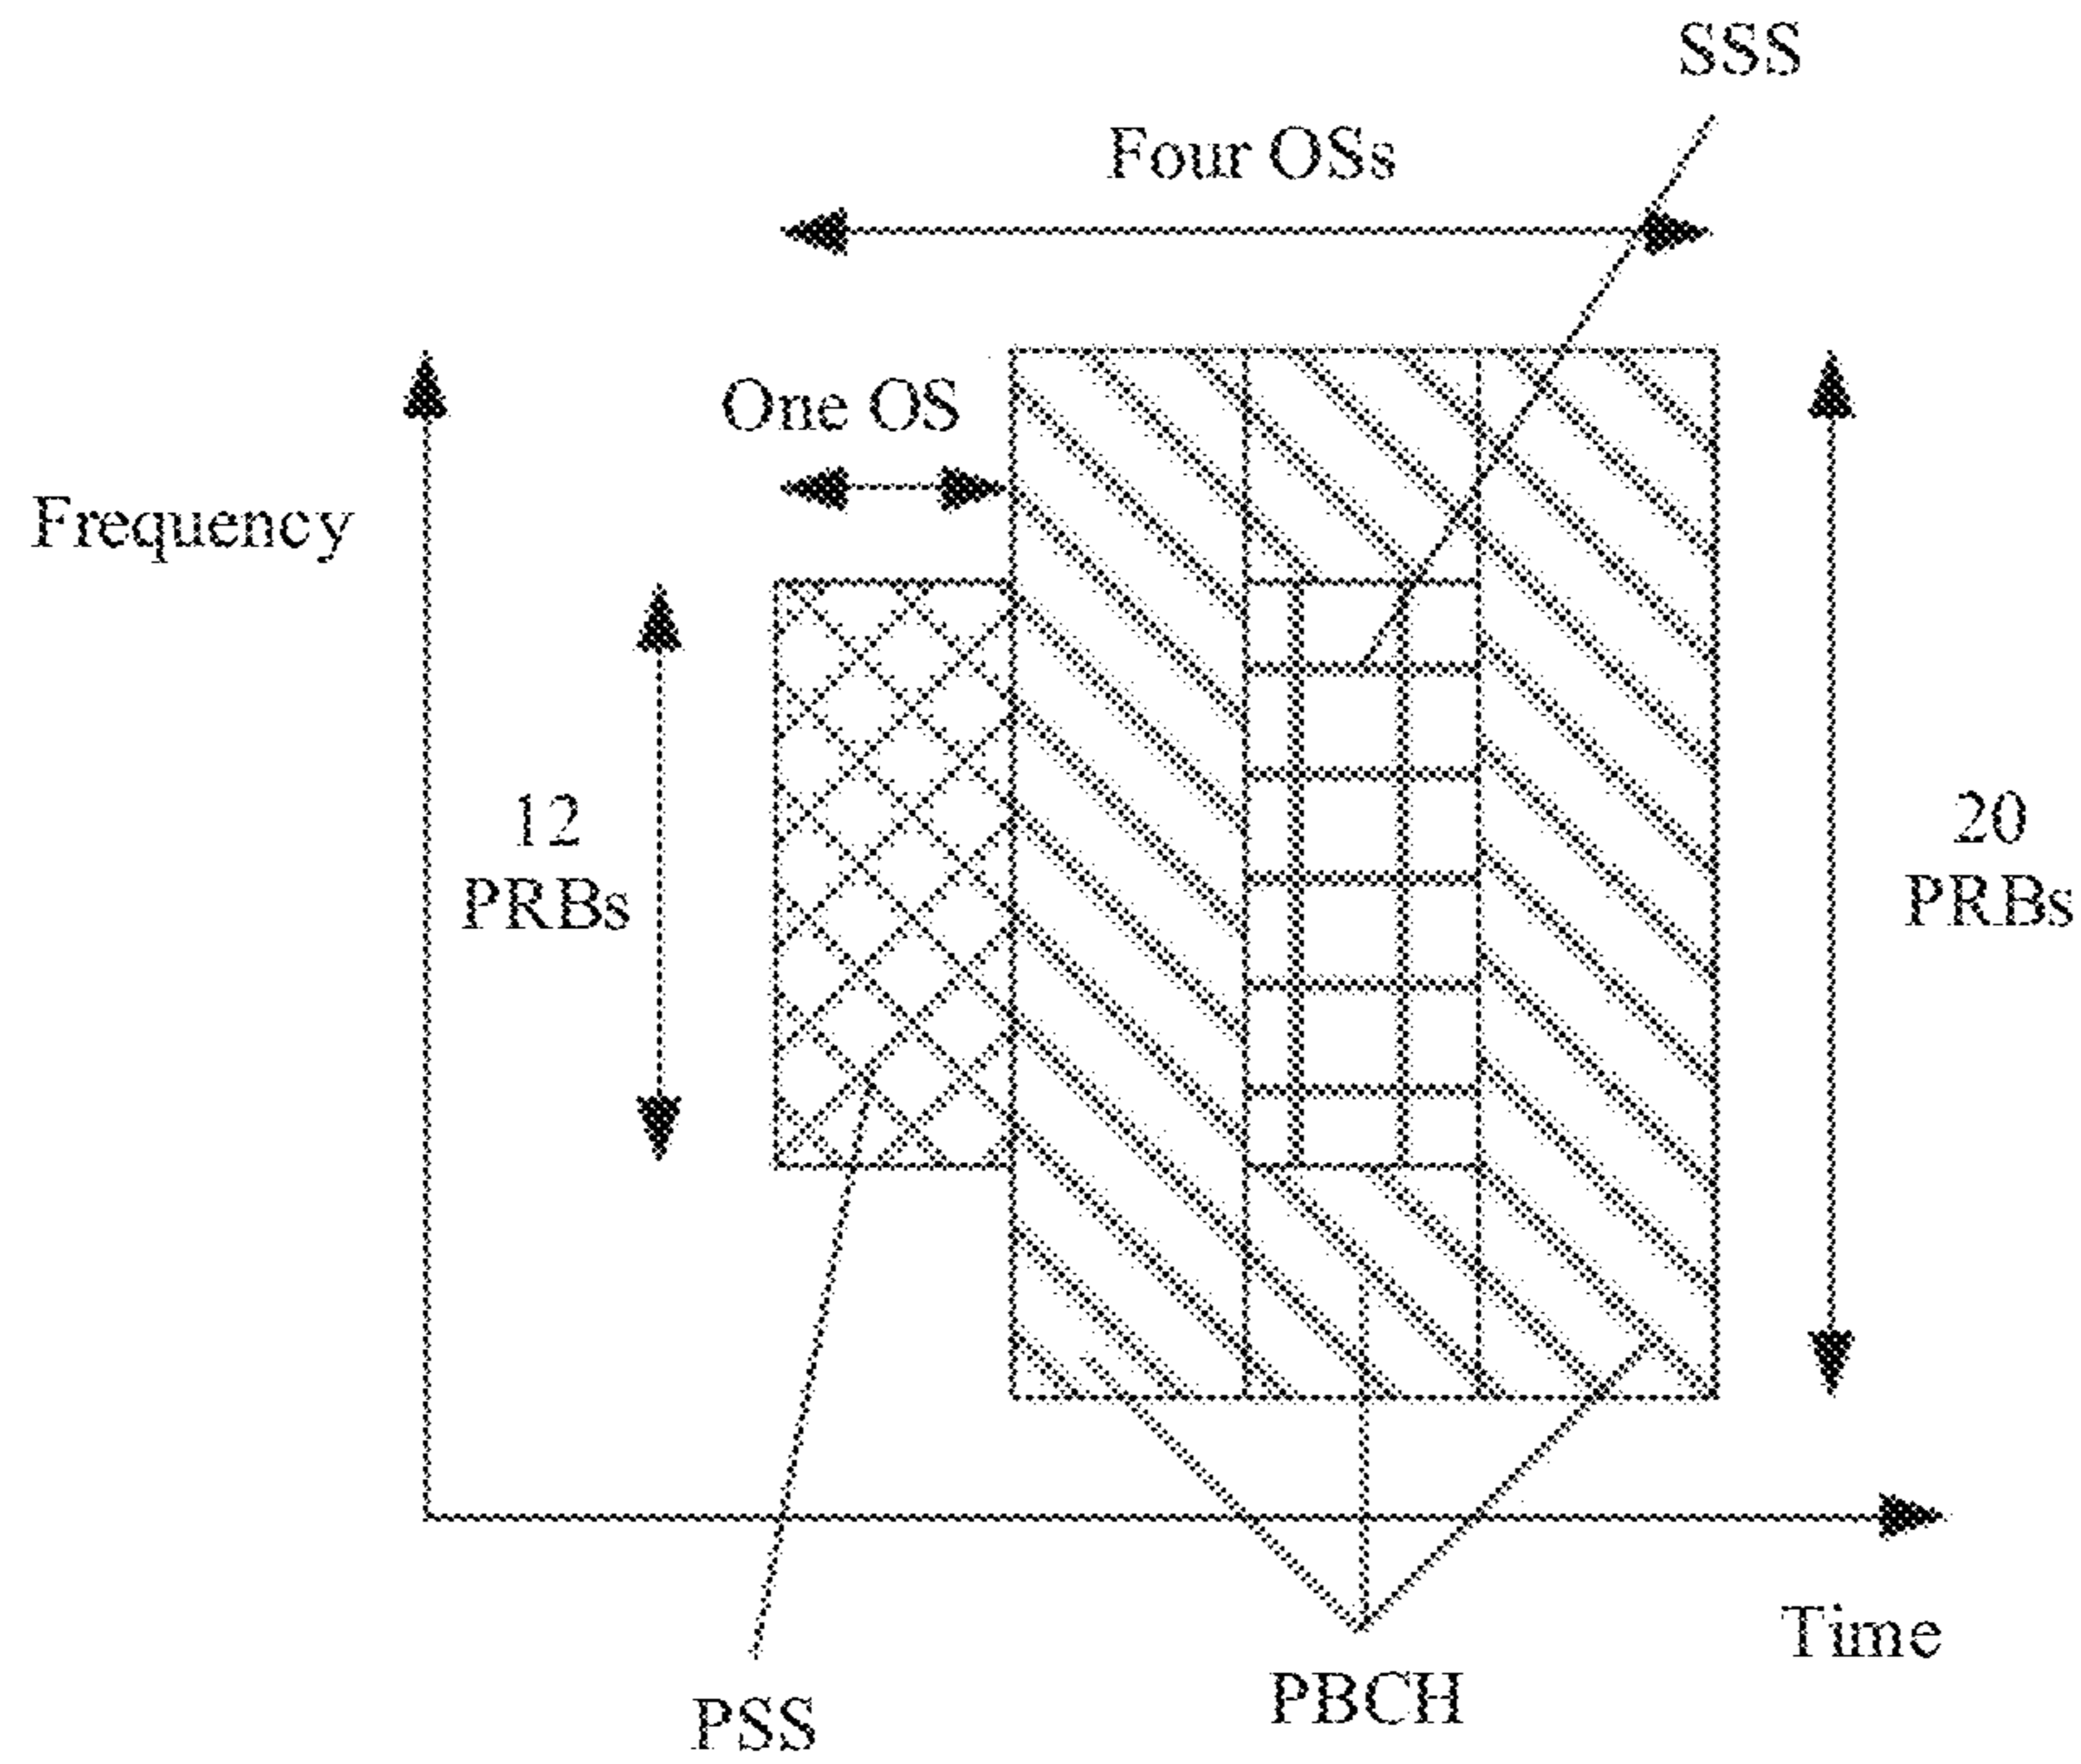 SSS
Four OSs
One OS
Frequency
12
PRBs
20
PRBs
Time
PBCH
PSS